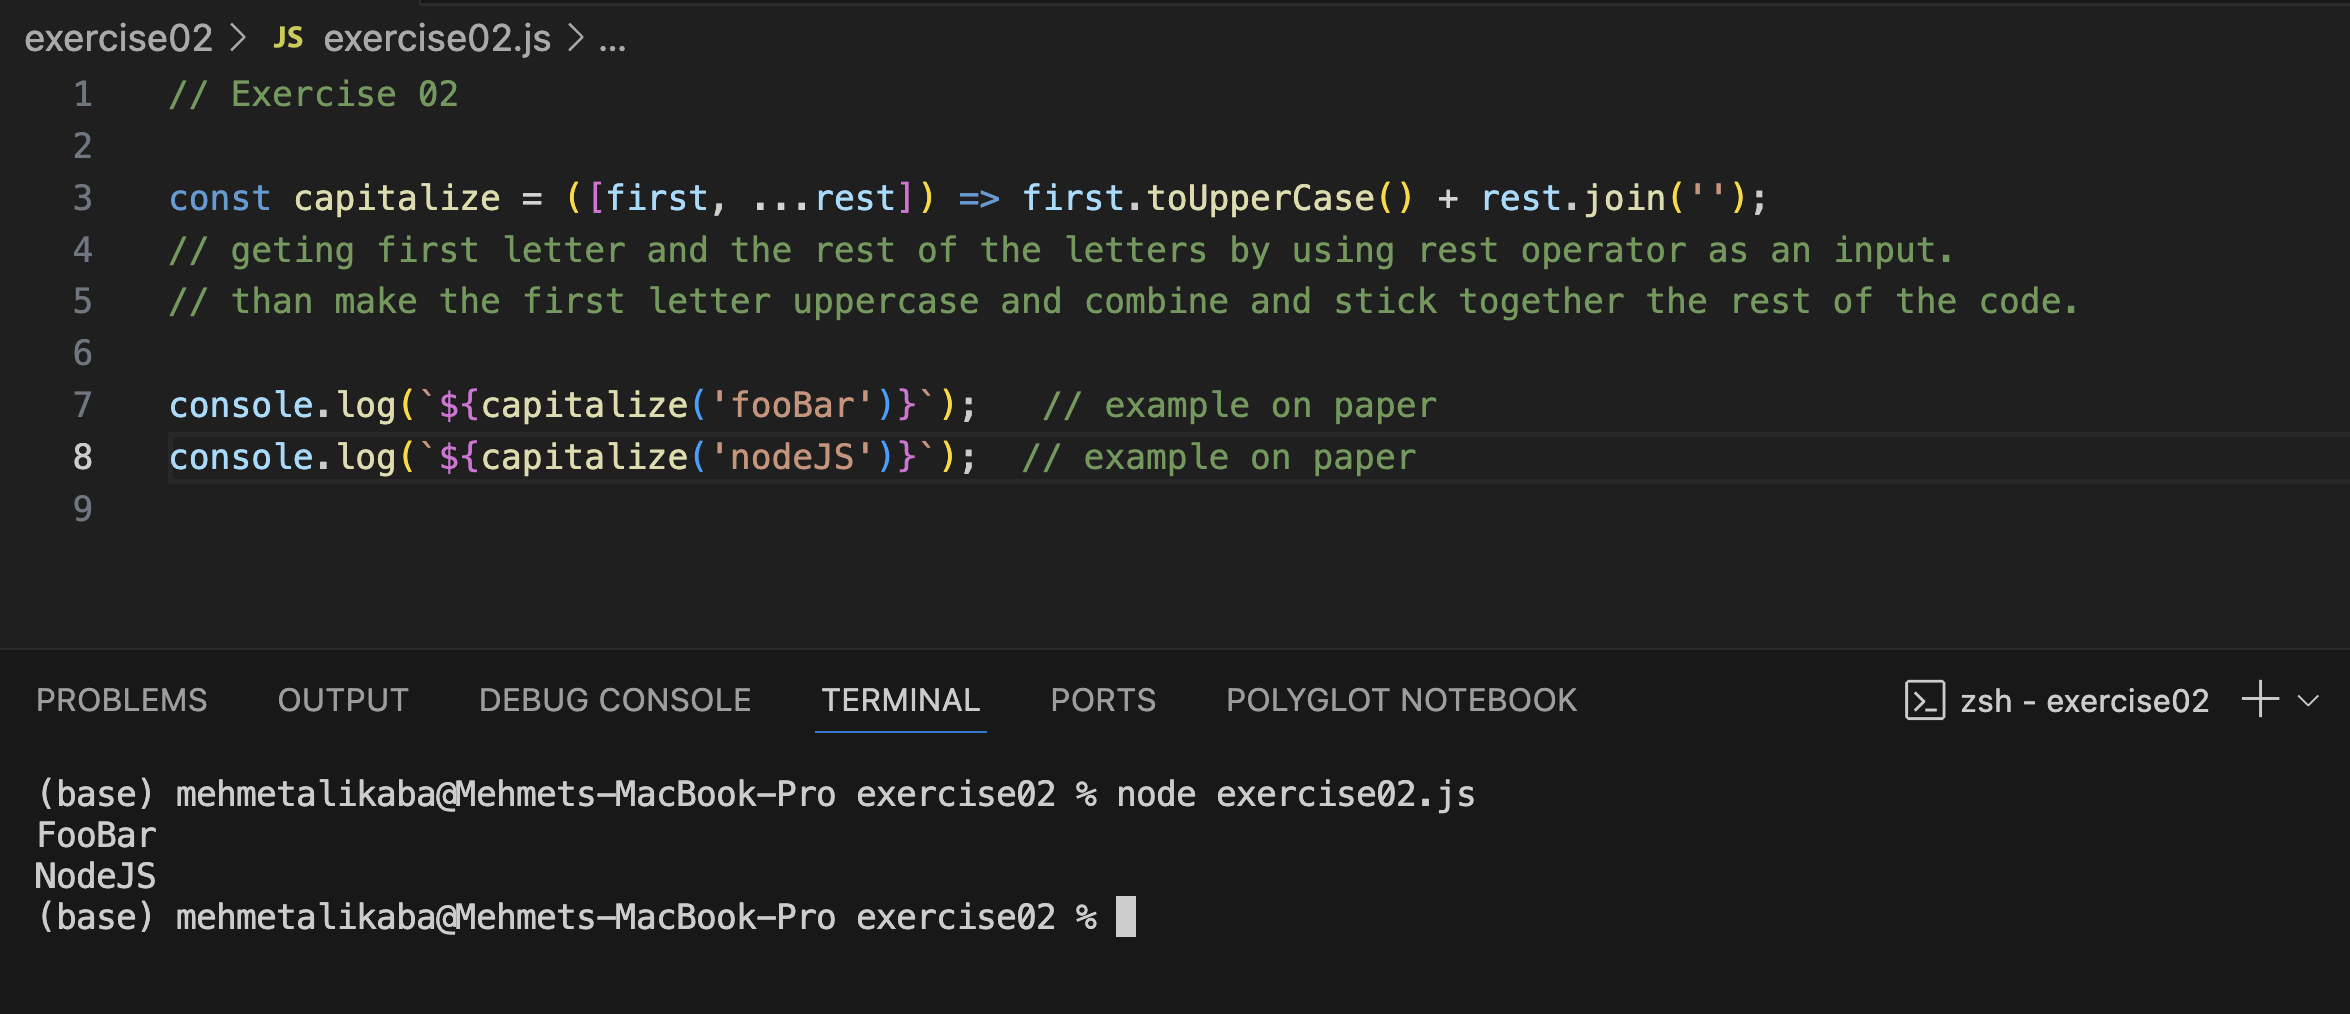 exercise02 > JS exercise02.js > ...
1 // Exercise 02
2
3 const capitalize = ([first, ...rest]) => first.toUpperCase() + rest.join('');
4 // geting first letter and the rest of the letters by using rest operator as an input.
5 // than make the first letter uppercase and combine and stick together the rest of the code.
6
7 console.log(`${capitalize('fooBar')}`);   // example on paper
8 console.log(`${capitalize('nodeJS')}`);  // example on paper
9
PROBLEMS OUTPUT DEBUG CONSOLE TERMINAL PORTS POLYGLOT NOTEBOOK zsh - exercise02
(base) mehmetalikaba@Mehmets-MacBook-Pro exercise02 % node exercise02.js
FooBar
NodeJS
(base) mehmetalikaba@Mehmets-MacBook-Pro exercise02 %